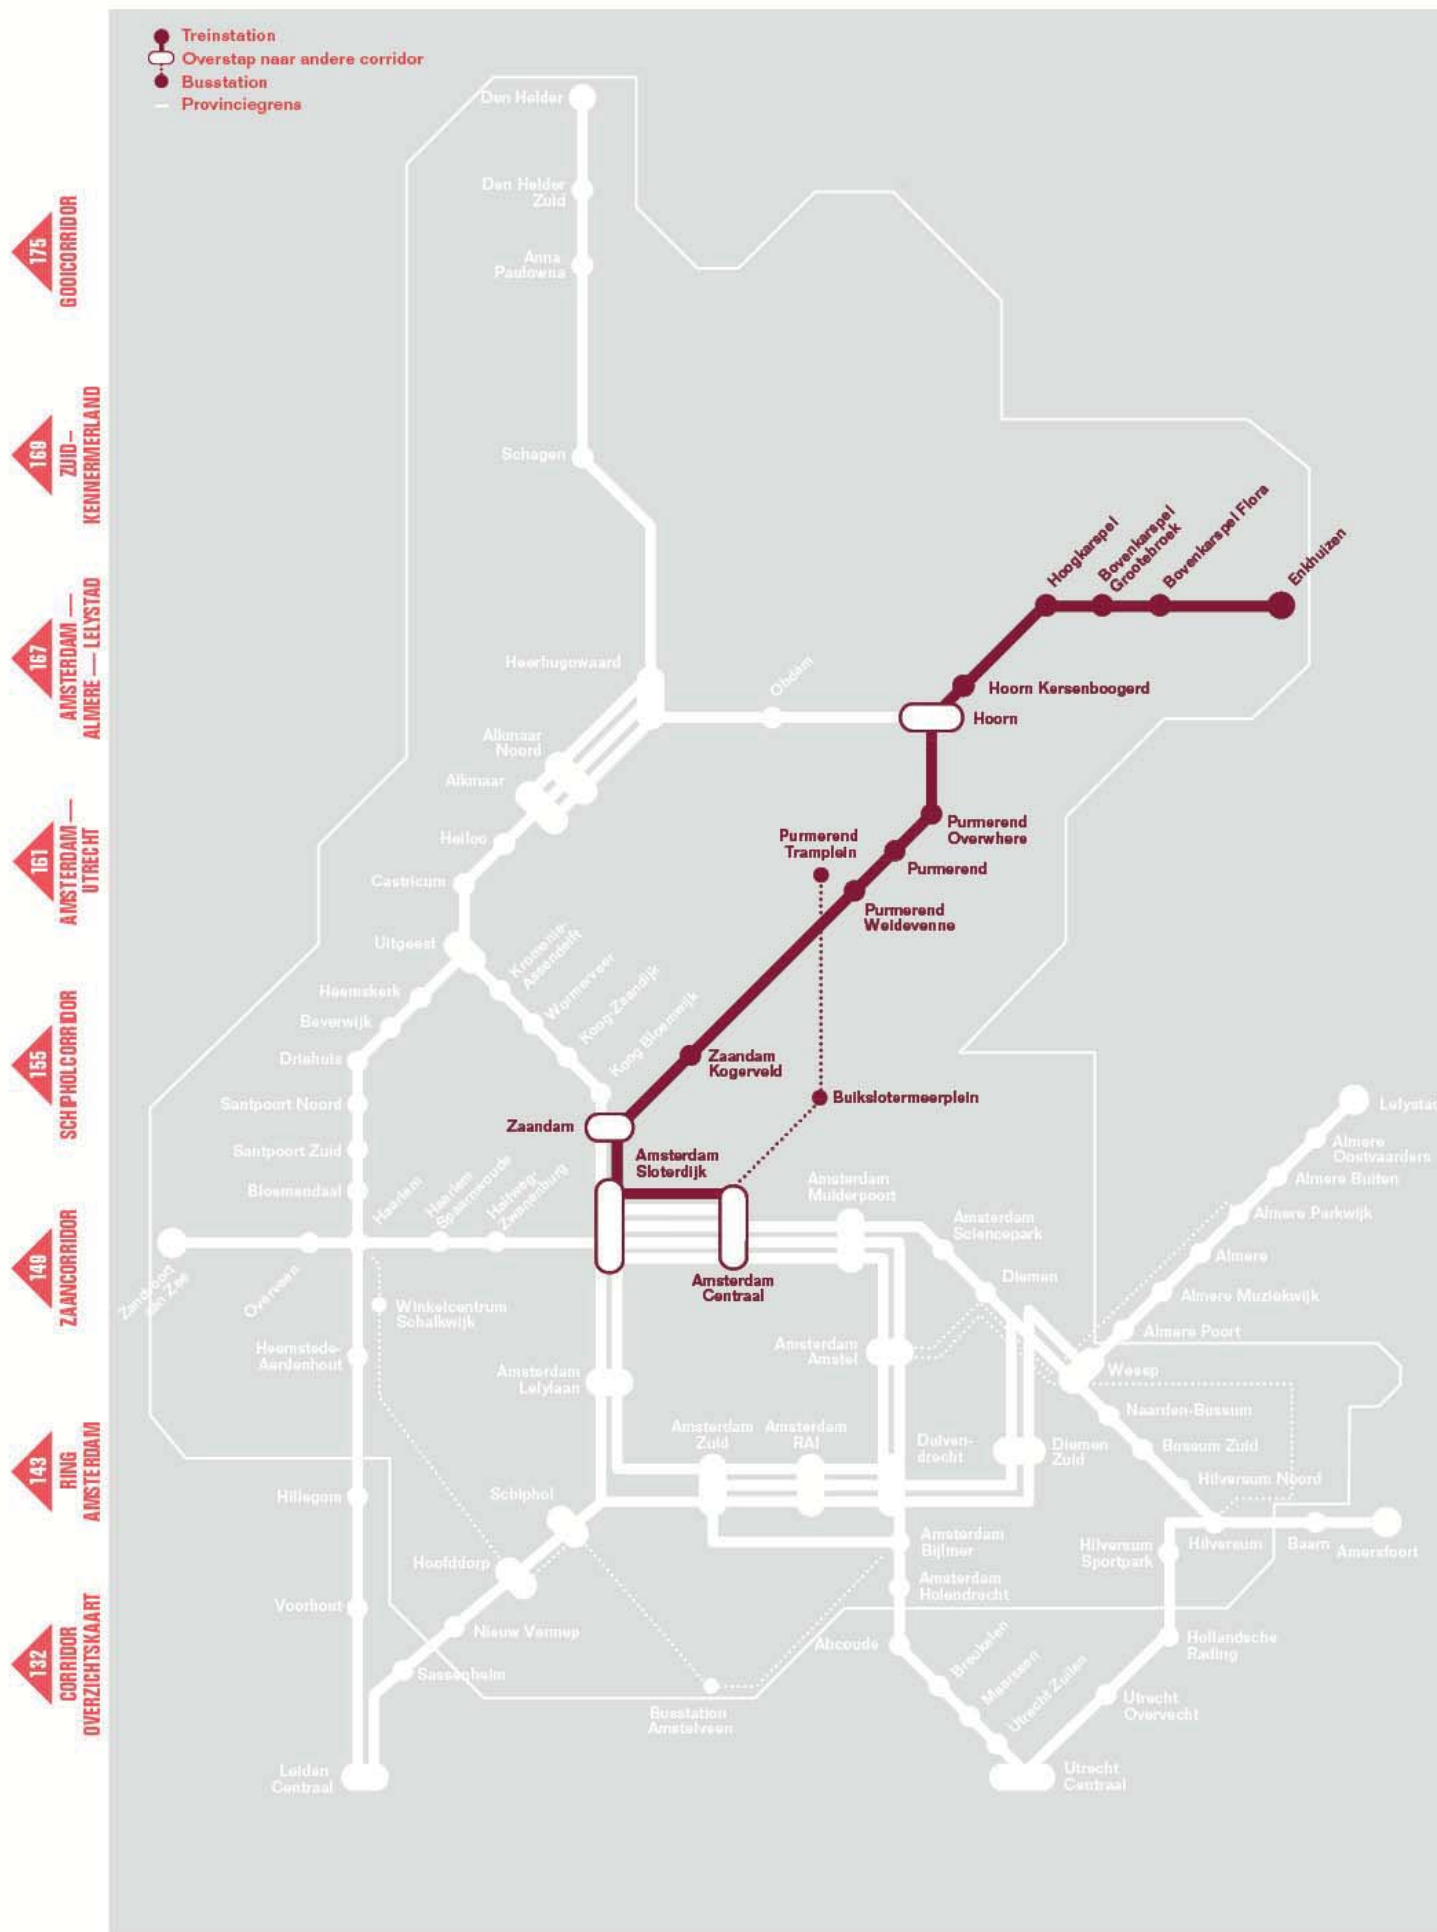 Treinstation
Overstap naar andere corridor
Busstation
Provinciegrens
175
GOOICORRIDOR
169
ZUID–
KENNERMERLAND
167
AMSTERDAM —
ALMERE — LELYSTAD
161
AMSTERDAM —
UTRECHT
155
SCHIPHOLCORRIDOR
149
ZAANCORRIDOR
143
RING
AMSTERDAM
132
CORRIDOR
OVERZICHTSKAART
Den Helder
Den Helder
Zuid
Anna
Paulowna
Schagen
Hoogkarspel
Bovenkarspel
Grootebroek
Bovenkarspel Flora
Enkhuizen
Heerhugowaard
Obdam
Hoorn Kersenboogerd
Hoorn
Alkmaar
Noord
Alkmaar
Heiloo
Castricum
Uitgeest
Purmerend
Overwhere
Purmerend
Tramplein
Purmerend
Purmerend
Weidevenne
Krommenie-
Assendelft
Wormerveer
Koog-Zaandijk
Koog Bloemwijk
Heemskerk
Beverwijk
Driehuis
Santpoort Noord
Santpoort Zuid
Bloemendaal
Zaandam
Kogerveld
Buikslotermeerplein
Zaandam
Amsterdam
Sloterdijk
Haarlem
Haarlem
Spaarnwoude
Halfweg-
Zwanenburg
Amsterdam
Muiderpoort
Amsterdam
Sciencepark
Diemen
Lelystad
Almere
Oostvaarders
Almere Buiten
Almere Parkwijk
Almere
Almere Muziekwijk
Almere Poort
Weesp
Zandvoort
aan Zee
Overveen
Winkelcentrum
Schalkwijk
Amsterdam
Centraal
Heemstede-
Aerdenhout
Amsterdam
Lelylaan
Amsterdam
Amstel
Naarden-Bussum
Bussum Zuid
Hilversum Noord
Amsterdam
Zuid
Amsterdam
RAI
Duiven-
drecht
Diemen
Zuid
Hillegom
Schiphol
Hoofddorp
Amsterdam
Bijlmer
Amsterdam
Holendrecht
Hilversum
Sportpark
Hilversum
Baarn
Amersfoort
Voorhout
Nieuw Vennep
Sassenheim
Abcoude
Breukelen
Maarssen
Utrecht Zuilen
Hollandsche
Rading
Utrecht
Overvecht
Busstation
Amstelveen
Leiden
Centraal
Utrecht
Centraal